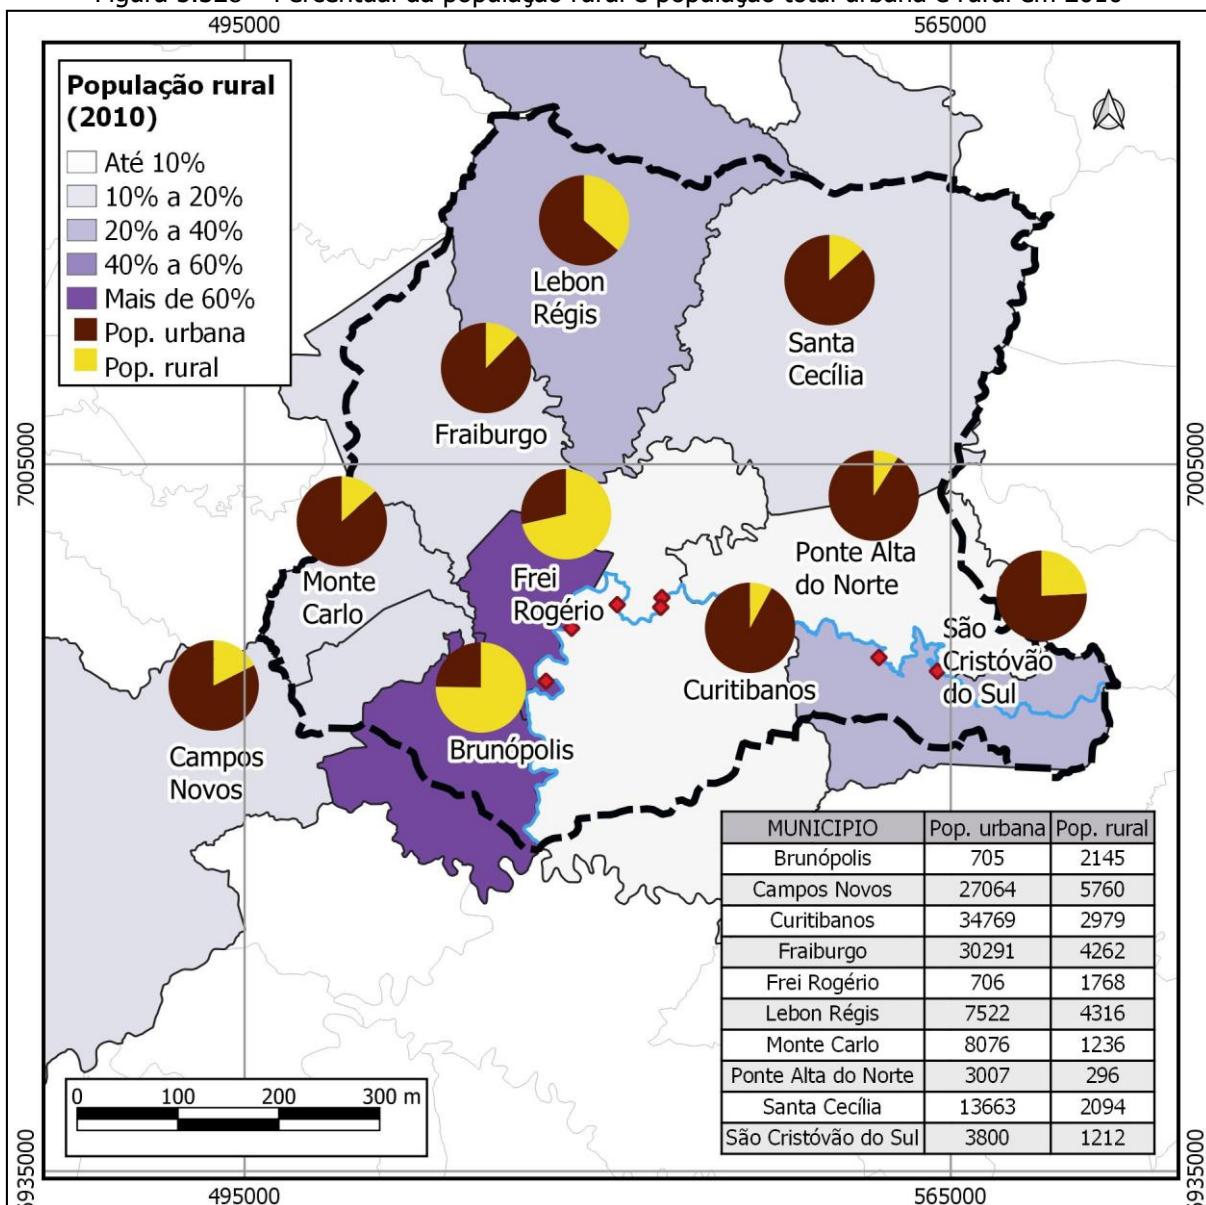 495000
565000
População rural
(2010)
Até 10%
10% a 20%
20% a 40%
40% a 60%
Mais de 60%
Pop. urbana
Pop. rural
Lebon
Régis
Santa
Cecília
Fraiburgo
7005000
7005000
Monte
Carlo
Frei
Rogério
Ponte Alta
do Norte
São
Cristóvão
do Sul
Curitibanos
Campos
Novos
Brunópolis
MUNICIPIO Pop. urbana Pop. rural
Brunópolis 705 2145
Campos Novos 27064 5760
Curitibanos 34769 2979
Fraiburgo 30291 4262
Frei Rogério 706 1768
Lebon Régis 7522 4316
Monte Carlo 8076 1236
Ponte Alta do Norte 3007 296
Santa Cecília 13663 2094
São Cristóvão do Sul 3800 1212
0 100 200 300 m
6935000
6935000
495000
565000